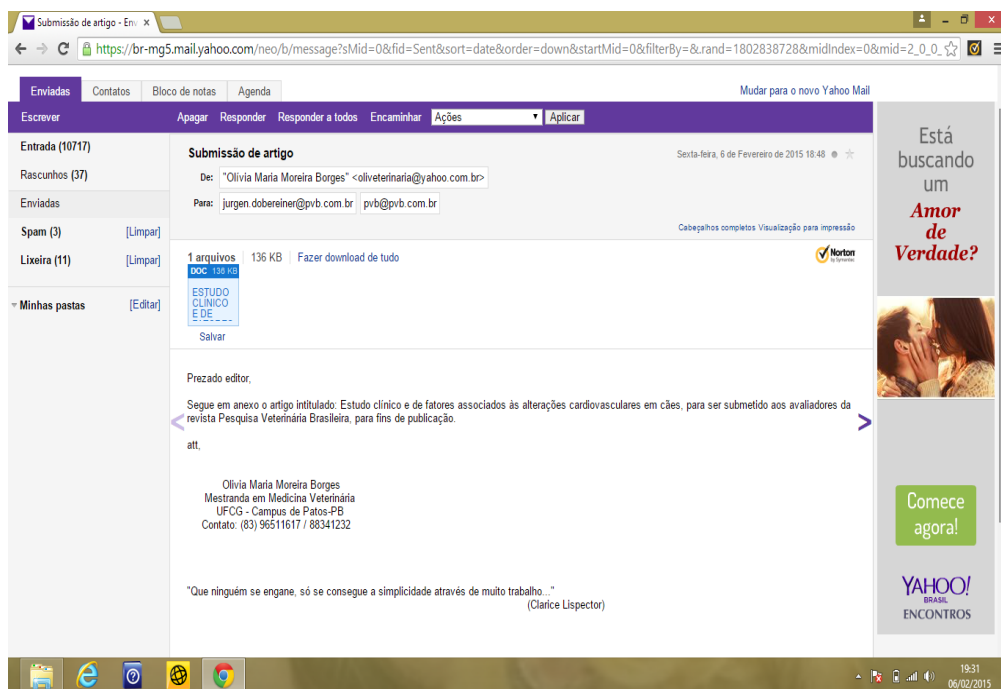 Submissão de artigo - Env
https://br-mg5.mail.yahoo.com/neo/b/message?sMid=0&fid=Sent&sort=date&order=down&startMid=0&filterBy=&.rand=1802838728&midIndex=0&mid=2_0_0_
Enviadas Contatos Bloco de notas Agenda Mudar para o novo Yahoo Mail
Escrever Apagar Responder Responder a todos Encaminhar Ações Aplicar
Entrada (10717)
Rascunhos (37)
Enviadas
Spam (3) [Limpar]
Lixeira (11) [Limpar]
Minhas pastas [Editar]
Submissão de artigo Sexta-feira, 6 de Fevereiro de 2015 18:48
De: "Olivia Maria Moreira Borges" <oliveterinaria@yahoo.com.br>
Para: jurgen.dobereiner@pvb.com.br pvb@pvb.com.br
Cabeçalhos completos Visualização para impressão
1 arquivos 136 KB Fazer download de tudo
Norton
by Symantec
DOC 136 KB
ESTUDO
CLÍNICO
E DE
Salvar
Prezado editor,
Segue em anexo o artigo intitulado: Estudo clínico e de fatores associados às alterações cardiovasculares em cães, para ser submetido aos avaliadores da
revista Pesquisa Veterinária Brasileira, para fins de publicação.
att,
Olivia Maria Moreira Borges
Mestranda em Medicina Veterinária
UFCG - Campus de Patos-PB
Contato: (83) 96511617 / 88341232
"Que ninguém se engane, só se consegue a simplicidade através de muito trabalho..."
(Clarice Lispector)
Está
buscando
um
Amor
de
Verdade?
Comece
agora!
YAHOO!
BRASIL
ENCONTROS
19:31
06/02/2015